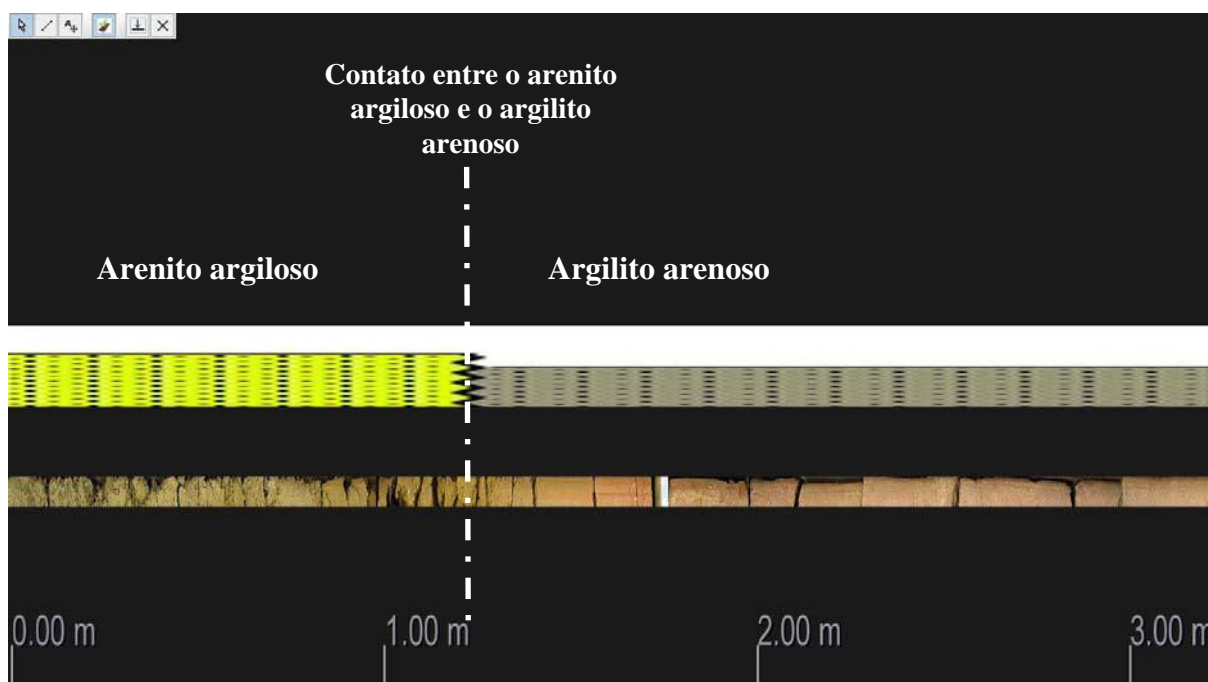 Contato entre o arenito
argiloso e o argilito
arenoso
Arenito argiloso
Argilito arenoso
0.00 m
1.00 m
2.00 m
3.00 m